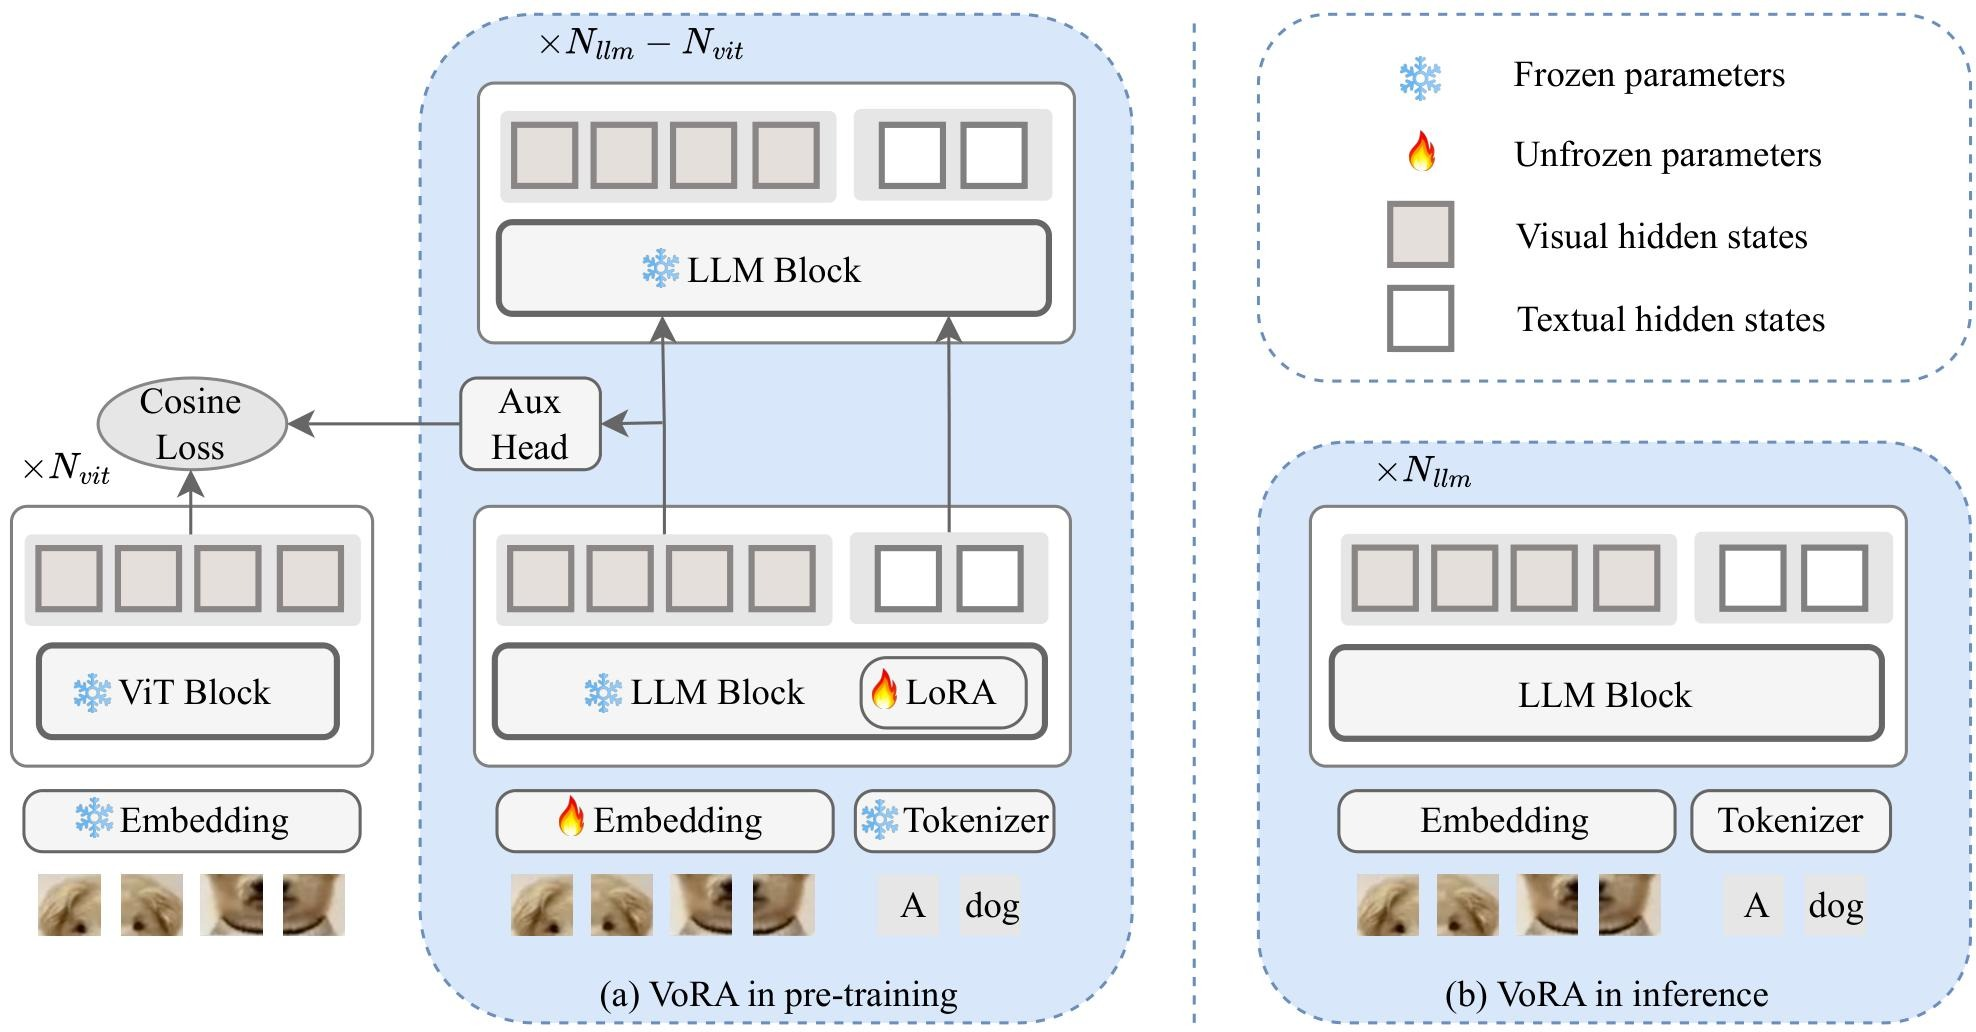 ×N_llm − N_vit
LLM Block
Cosine
Loss
Aux
Head
×N_vit
ViT Block
LLM Block
LoRA
Embedding
Embedding
Tokenizer
A
dog
(a) VoRA in pre-training
Frozen parameters
Unfrozen parameters
Visual hidden states
Textual hidden states
×N_llm
LLM Block
Embedding
Tokenizer
A
dog
(b) VoRA in inference